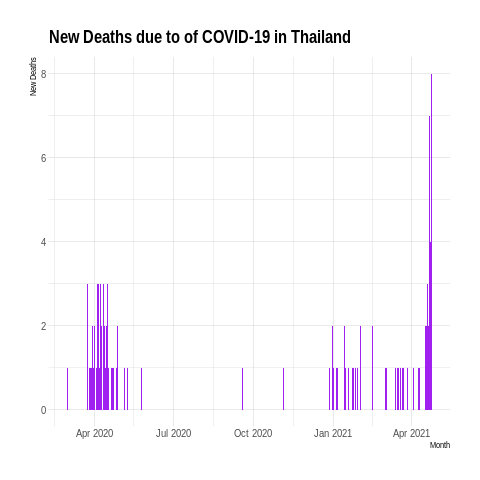 New Deaths due to of COVID-19 in Thailand
New Deaths
8
6
4
2
0
Apr 2020 Jul 2020 Oct 2020 Jan 2021 Apr 2021
Month